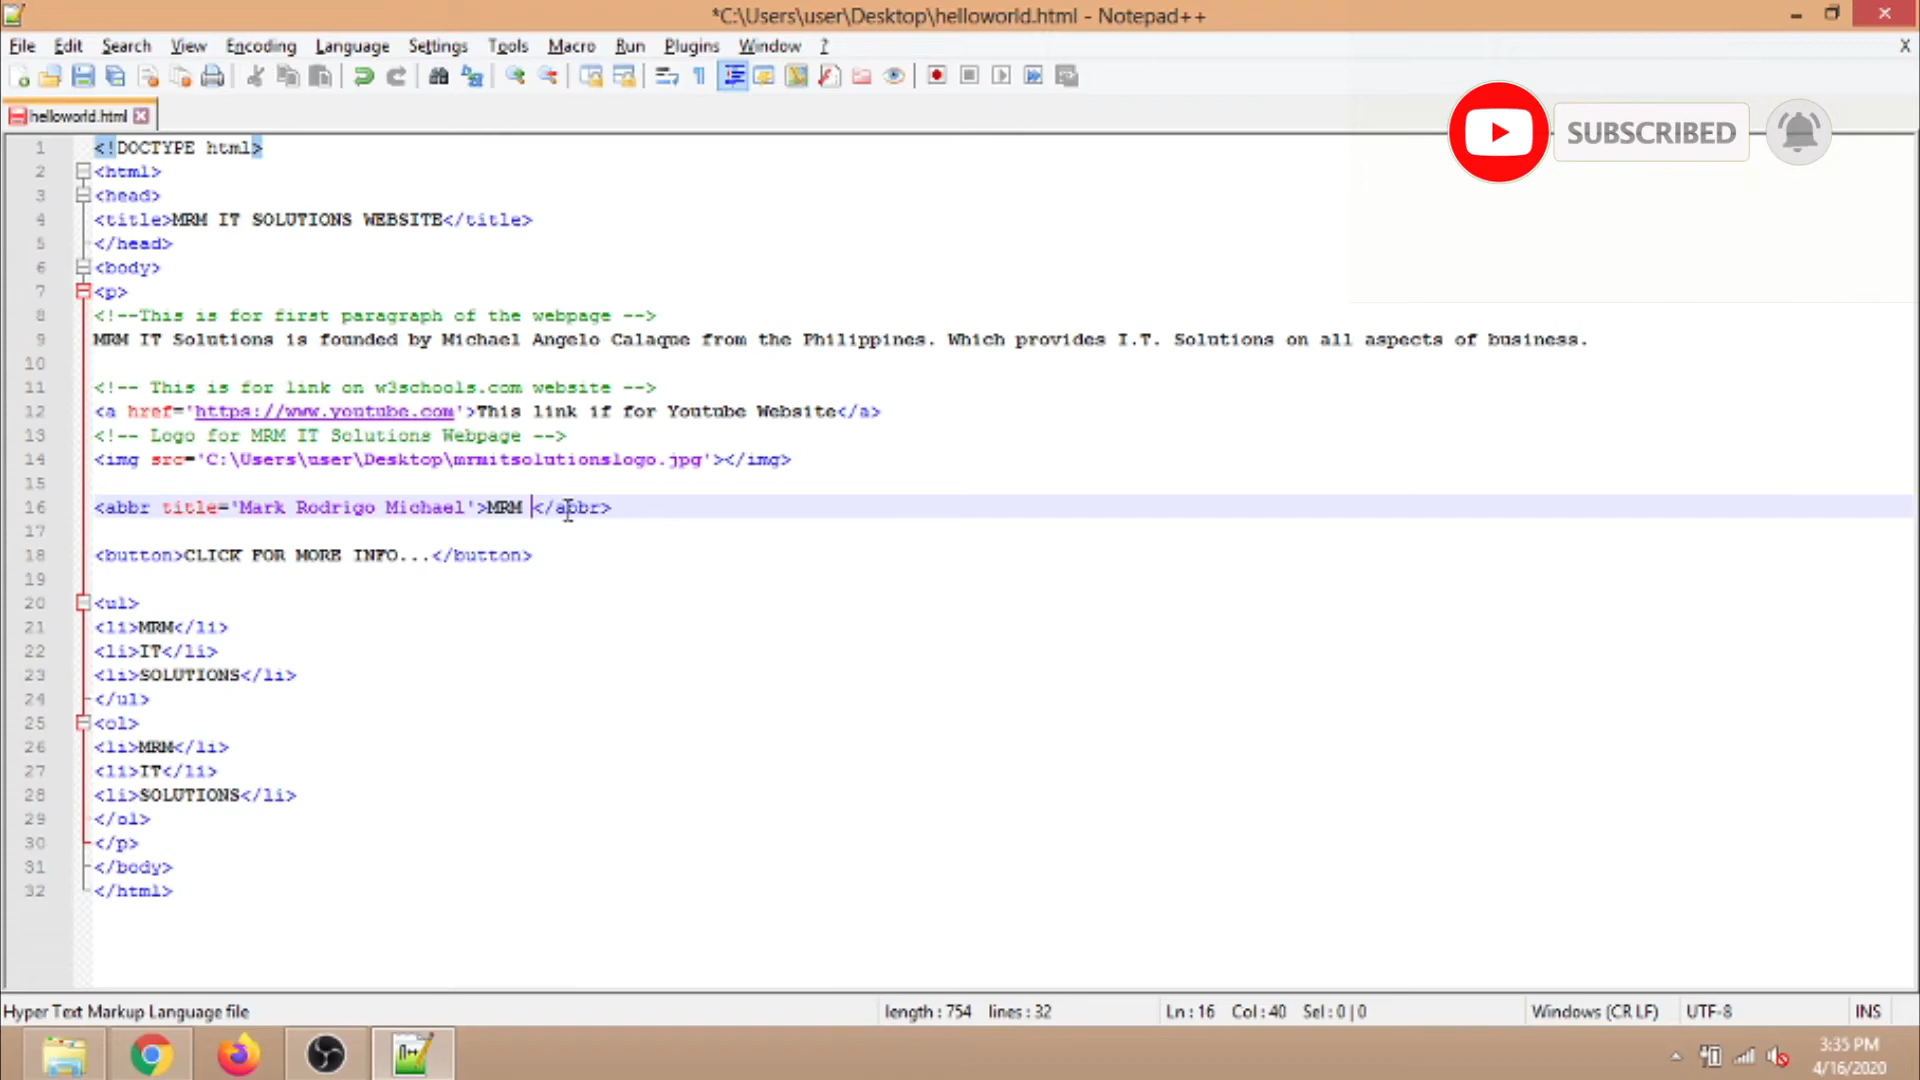 *C:\Users\user\Desktop\helloworld.html - Notepad++
File Edit Search View Encoding Language Settings Tools Macro Run Plugins Window ?
X
helloworld.html
SUBSCRIBED
1 <!DOCTYPE html>
2 <html>
3 <head>
4 <title>MRM IT SOLUTIONS WEBSITE</title>
5 </head>
6 <body>
7 <p>
8 <!--This is for first paragraph of the webpage -->
9 MRM IT Solutions is founded by Michael Angelo Calaque from the Philippines. Which provides I.T. Solutions on all aspects of business.
10
11 <!-- This is for link on w3schools.com website -->
12 <a href='https://www.youtube.com'>This link if for Youtube Website</a>
13 <!-- Logo for MRM IT Solutions Webpage -->
14 <img src='C:\Users\user\Desktop\mrmitsolutionslogo.jpg'></img>
15
16 <abbr title='Mark Rodrigo Michael'>MRM </abbr>
17
18 <button>CLICK FOR MORE INFO...</button>
19
20 <ul>
21 <li>MRM</li>
22 <li>IT</li>
23 <li>SOLUTIONS</li>
24 </ul>
25 <ol>
26 <li>MRM</li>
27 <li>IT</li>
28 <li>SOLUTIONS</li>
29 </ol>
30 </p>
31 </body>
32 </html>
Hyper Text Markup Language file length : 754 lines : 32 Ln : 16 Col : 40 Sel : 0 | 0 Windows (CR LF) UTF-8 INS
3:35 PM
4/16/2020